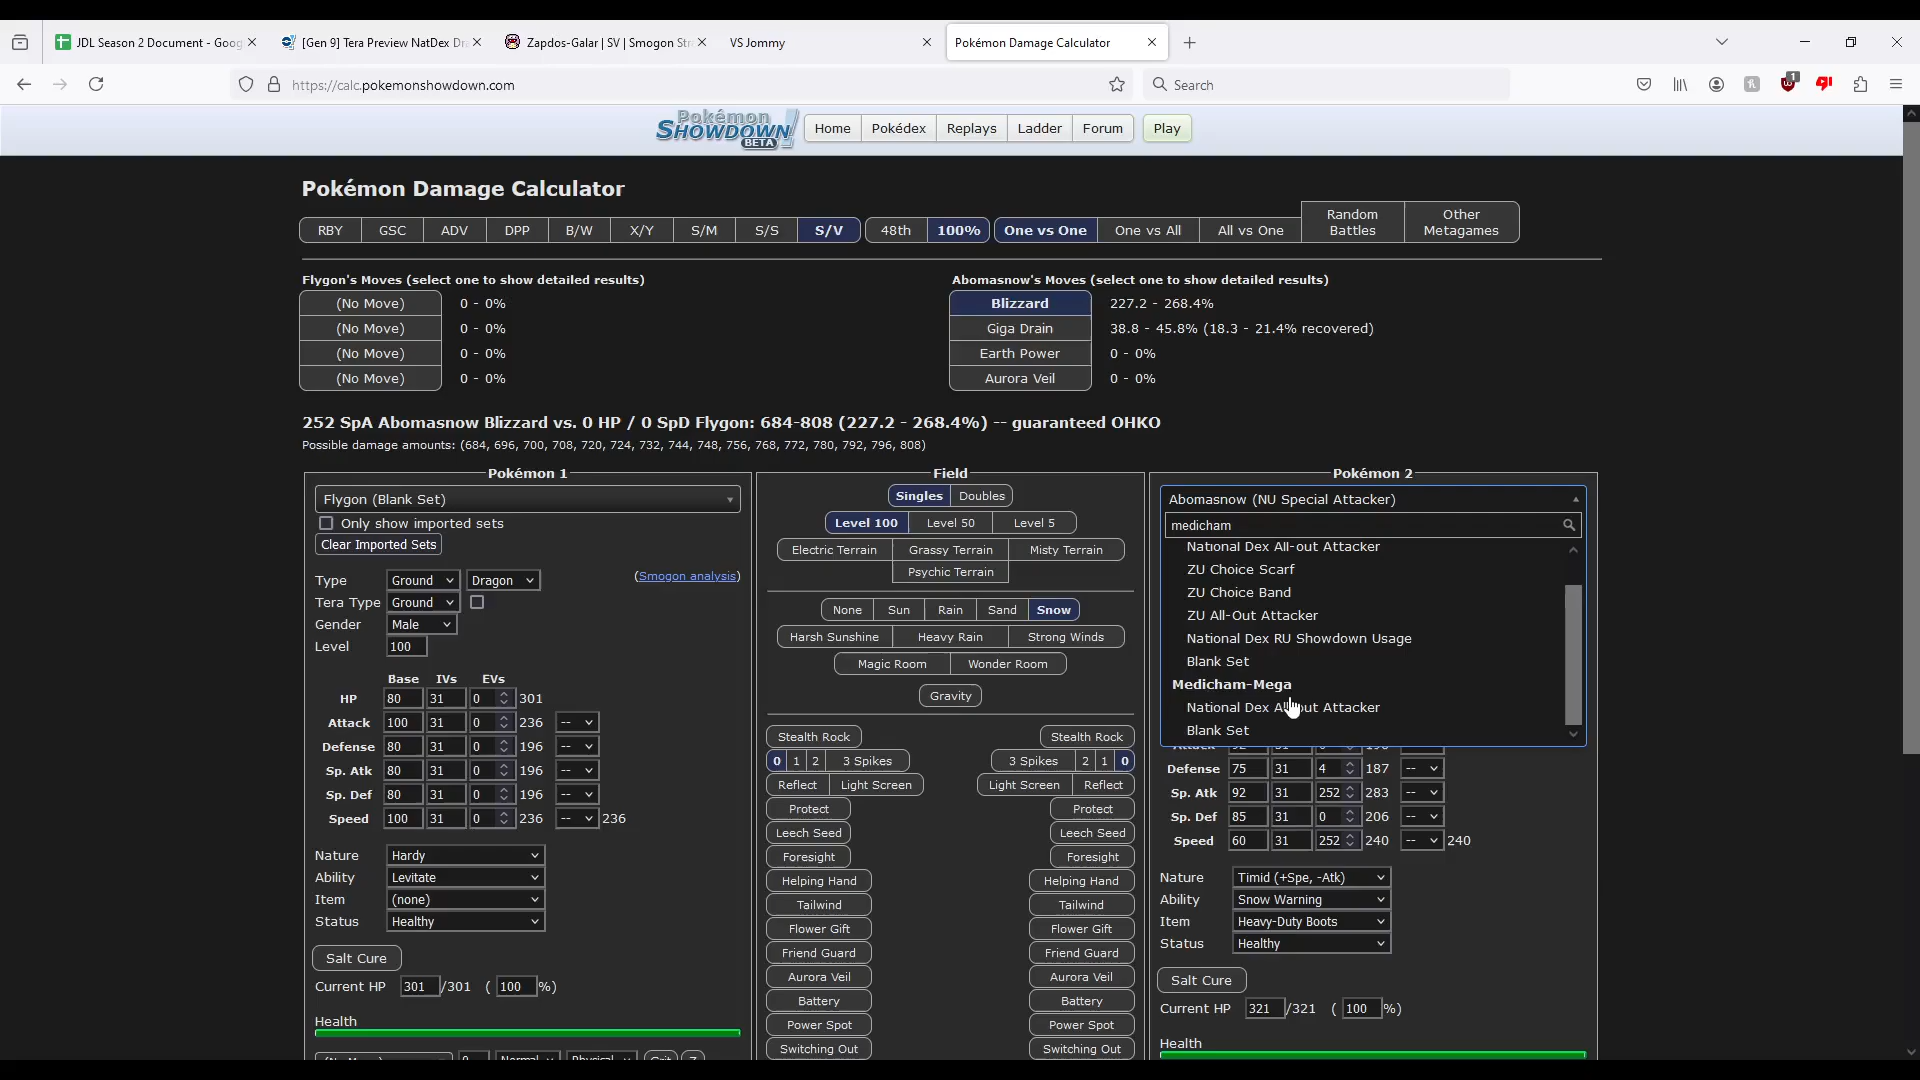 JDL Season 2 Document - Goog
[Gen 9] Tera Preview NatDex Dr
Zapdos-Galar | SV | Smogon Str
VS Jommy
Pokémon Damage Calculator
https://calc.pokemonshowdown.com
Search
1
Pokémon
SHOWDOWN!
BETA
Home
Pokédex
Replays
Ladder
Forum
Play
Pokémon Damage Calculator
RBY GSC ADV DPP B/W X/Y S/M S/S S/V 48th 100% One vs One One vs All All vs One Random Battles Other Metagames
Flygon's Moves (select one to show detailed results)
(No Move) 0 - 0%
(No Move) 0 - 0%
(No Move) 0 - 0%
(No Move) 0 - 0%
Abomasnow's Moves (select one to show detailed results)
Blizzard 227.2 - 268.4%
Giga Drain 38.8 - 45.8% (18.3 - 21.4% recovered)
Earth Power 0 - 0%
Aurora Veil 0 - 0%
252 SpA Abomasnow Blizzard vs. 0 HP / 0 SpD Flygon: 684-808 (227.2 - 268.4%) -- guaranteed OHKO
Possible damage amounts: (684, 696, 700, 708, 720, 724, 732, 744, 748, 756, 768, 772, 780, 792, 796, 808)
Pokémon 1
Flygon (Blank Set)
Only show imported sets
Clear Imported Sets
Type Ground Dragon (Smogon analysis)
Tera Type Ground
Gender Male
Level 100
Base IVs EVs
HP 80 31 0 301
Attack 100 31 0 236 --
Defense 80 31 0 196 --
Sp. Atk 80 31 0 196 --
Sp. Def 80 31 0 196 --
Speed 100 31 0 236 -- 236
Nature Hardy
Ability Levitate
Item (none)
Status Healthy
Salt Cure
Current HP 301 /301 ( 100 %)
Health
Field
Singles Doubles
Level 100 Level 50 Level 5
Electric Terrain Grassy Terrain Misty Terrain
Psychic Terrain
None Sun Rain Sand Snow
Harsh Sunshine Heavy Rain Strong Winds
Magic Room Wonder Room
Gravity
Stealth Rock Stealth Rock
0 1 2 3 Spikes 3 Spikes 2 1 0
Reflect Light Screen Light Screen Reflect
Protect Protect
Leech Seed Leech Seed
Foresight Foresight
Helping Hand Helping Hand
Tailwind Tailwind
Flower Gift Flower Gift
Friend Guard Friend Guard
Aurora Veil Aurora Veil
Battery Battery
Power Spot Power Spot
Switching Out Switching Out
Pokémon 2
Abomasnow (NU Special Attacker)
medicham
National Dex All-out Attacker
ZU Choice Scarf
ZU Choice Band
ZU All-Out Attacker
National Dex RU Showdown Usage
Blank Set
Medicham-Mega
National Dex All-out Attacker
Blank Set
Defense 75 31 4 187 --
Sp. Atk 92 31 252 283 --
Sp. Def 85 31 0 206 --
Speed 60 31 252 240 -- 240
Nature Timid (+Spe, -Atk)
Ability Snow Warning
Item Heavy-Duty Boots
Status Healthy
Salt Cure
Current HP 321 /321 ( 100 %)
Health